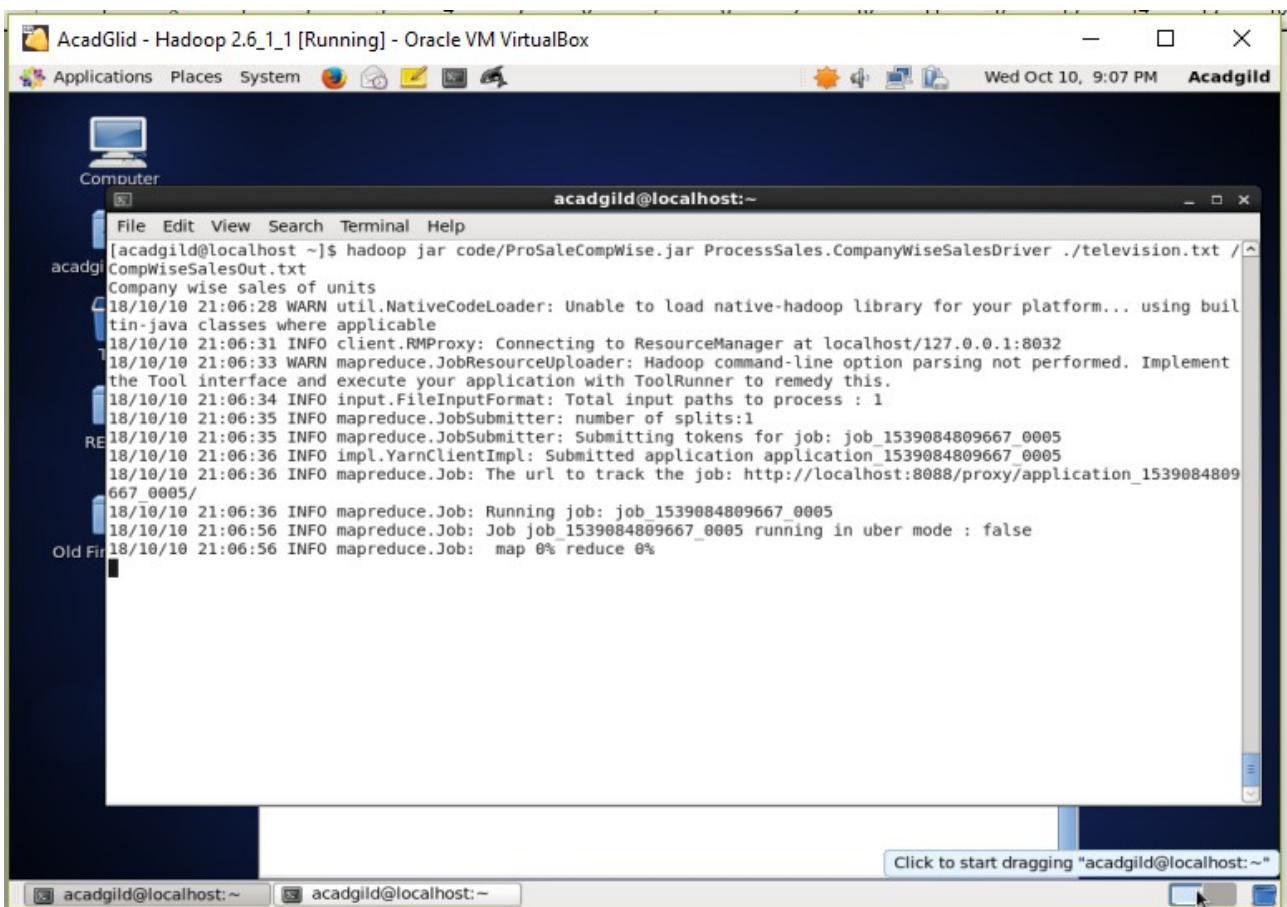 AcadGlid - Hadoop 2.6_1_1 [Running] - Oracle VM VirtualBox
Applications Places System
Wed Oct 10, 9:07 PM Acadgild
Computer
acadgild@localhost:~
File Edit View Search Terminal Help
[acadgild@localhost ~]$ hadoop jar code/ProSaleCompWise.jar ProcessSales.CompanyWiseSalesDriver ./television.txt /
CompWiseSalesOut.txt
Company wise sales of units
18/10/10 21:06:28 WARN util.NativeCodeLoader: Unable to load native-hadoop library for your platform... using buil
tin-java classes where applicable
18/10/10 21:06:31 INFO client.RMProxy: Connecting to ResourceManager at localhost/127.0.0.1:8032
18/10/10 21:06:33 WARN mapreduce.JobResourceUploader: Hadoop command-line option parsing not performed. Implement
the Tool interface and execute your application with ToolRunner to remedy this.
18/10/10 21:06:34 INFO input.FileInputFormat: Total input paths to process : 1
18/10/10 21:06:35 INFO mapreduce.JobSubmitter: number of splits:1
18/10/10 21:06:35 INFO mapreduce.JobSubmitter: Submitting tokens for job: job_1539084809667_0005
18/10/10 21:06:36 INFO impl.YarnClientImpl: Submitted application application_1539084809667_0005
18/10/10 21:06:36 INFO mapreduce.Job: The url to track the job: http://localhost:8088/proxy/application_1539084809
667_0005/
18/10/10 21:06:36 INFO mapreduce.Job: Running job: job_1539084809667_0005
18/10/10 21:06:56 INFO mapreduce.Job: Job job_1539084809667_0005 running in uber mode : false
18/10/10 21:06:56 INFO mapreduce.Job:  map 0% reduce 0%
acadgi
RE
Old Fir
Click to start dragging "acadgild@localhost:~"
acadgild@localhost:~
acadgild@localhost:~